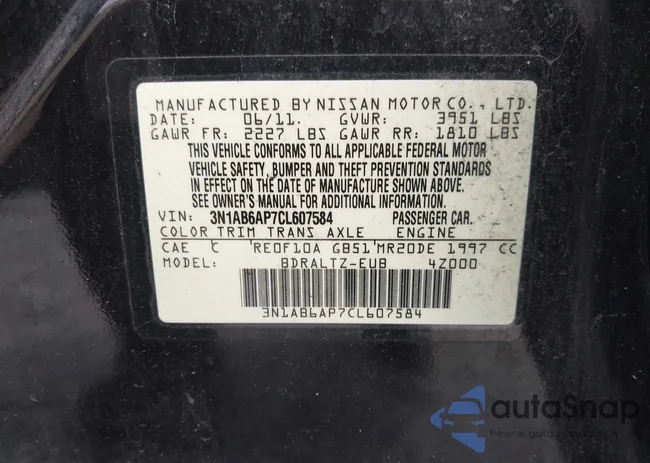 MANUFACTURED BY NISSAN MOTOR CO., LTD.
DATE: 06/11. GVWR: 3951 LBS
GAWR FR: 2227 LBS GAWR RR: 1810 LBS
THIS VEHICLE CONFORMS TO ALL APPLICABLE FEDERAL MOTOR
VEHICLE SAFETY, BUMPER AND THEFT PREVENTION STANDARDS
IN EFFECT ON THE DATE OF MANUFACTURE SHOWN ABOVE.
SEE OWNER'S MANUAL FOR ADDITIONAL INFORMATION.
VIN: 3N1AB6AP7CL607584 PASSENGER CAR.
COLOR TRIM TRANS AXLE ENGINE
CAE C RE0F10A GB51 MR20DE 1997 CC
MODEL: BDRALTZ-EUB 4Z000
3N1AB6AP7CL607584
autoSnap
Pewne auta